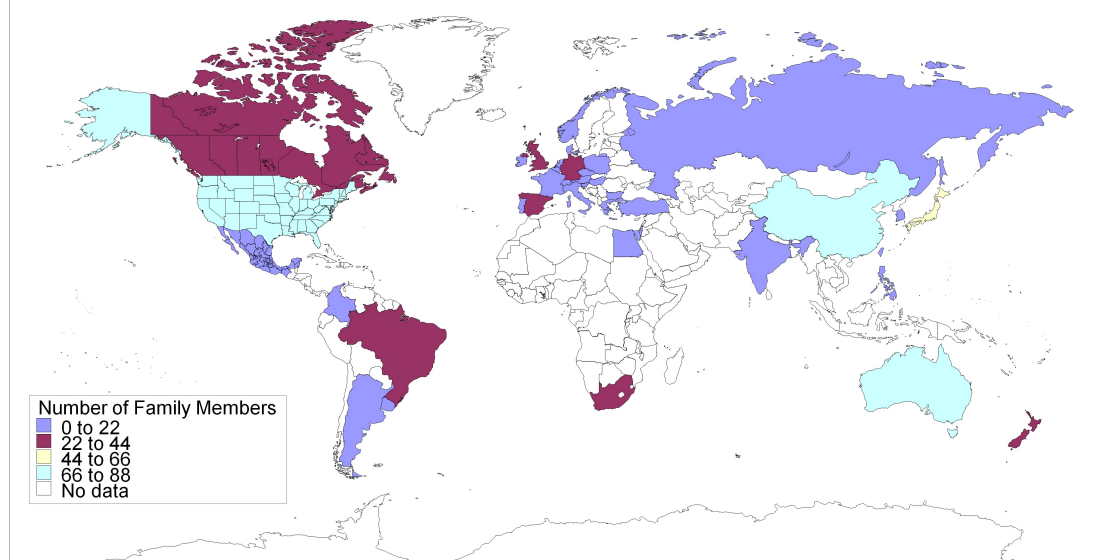 Number of Family Members
0 to 22
22 to 44
44 to 66
66 to 88
No data